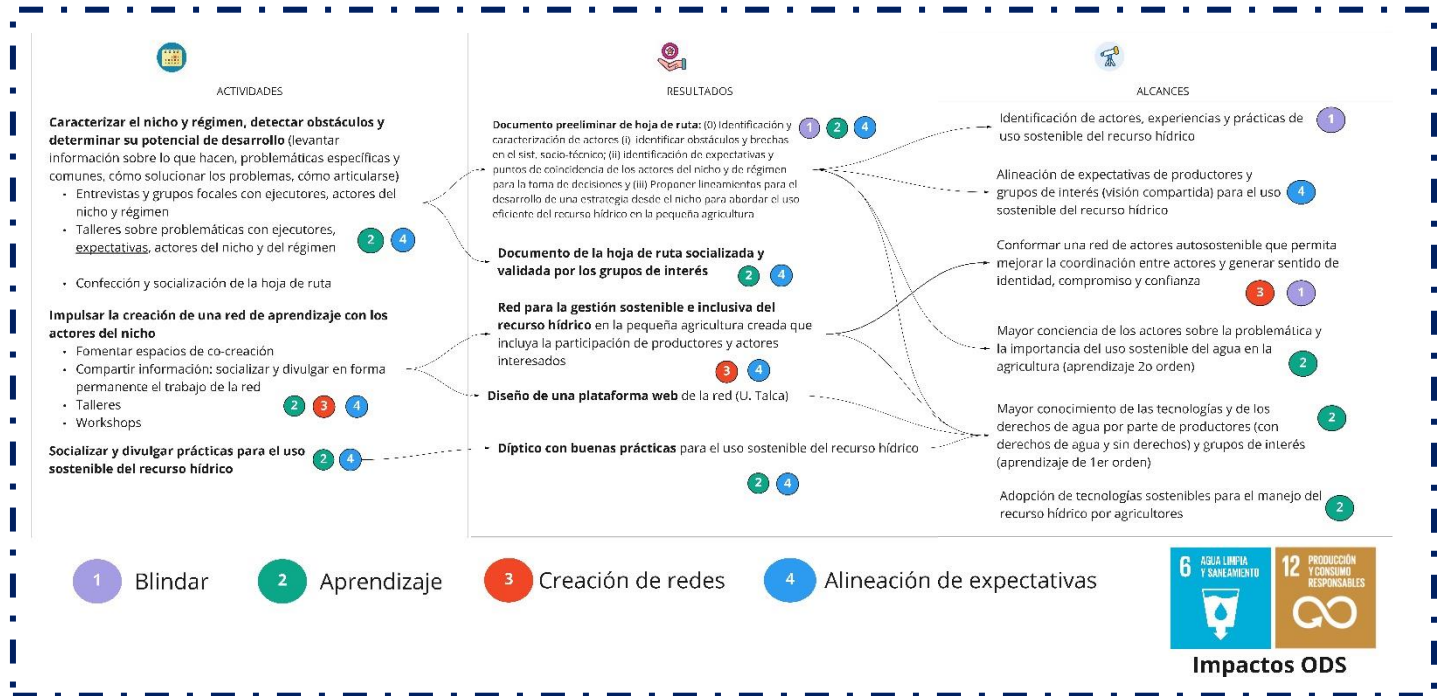 ACTIVIDADES
Caracterizar el nicho y régimen, detectar obstáculos y
determinar su potencial de desarrollo (levantar
información sobre lo que hacen, problemáticas específicas y
comunes, cómo solucionar los problemas, cómo articularse)
• Entrevistas y grupos focales con ejecutores, actores del
nicho y régimen
• Talleres sobre problemáticas con ejecutores,
expectativas, actores del nicho y del régimen
2 4
• Confección y socialización de la hoja de ruta
Impulsar la creación de una red de aprendizaje con los
actores del nicho
• Fomentar espacios de co-creación
• Compartir información: socializar y divulgar en forma
permanente el trabajo de la red
• Talleres
• Workshops
2 3 4
Socializar y divulgar prácticas para el uso
sostenible del recurso hídrico
2 4
RESULTADOS
Documento preeliminar de hoja de ruta: (0) Identificación y
caracterización de actores (i) identificar obstáculos y brechas
en el sist, socio-técnico; (ii) identificación de expectativas y
puntos de coincidencia de los actores del nicho y de régimen
para la toma de decisiones y (iii) Proponer lineamientos para el
desarrollo de una estrategia desde el nicho para abordar el uso
eficiente del recurso hídrico en la pequeña agricultura
1 2 4
Documento de la hoja de ruta socializada y
validada por los grupos de interés
2 4
Red para la gestión sostenible e inclusiva del
recurso hídrico en la pequeña agricultura creada que
incluya la participación de productores y actores
interesados
3 4
Diseño de una plataforma web de la red (U. Talca)
Díptico con buenas prácticas para el uso sostenible del recurso hídrico
2 4
ALCANCES
Identificación de actores, experiencias y prácticas de
uso sostenible del recurso hídrico
1
Alineación de expectativas de productores y
grupos de interés (visión compartida) para el uso
sostenible del recurso hídrico
4
Conformar una red de actores autosostenible que permita
mejorar la coordinación entre actores y generar sentido de
identidad, compromiso y confianza
3 1
Mayor conciencia de los actores sobre la problemática y
la importancia del uso sostenible del agua en la
agricultura (aprendizaje 2o orden)
2
Mayor conocimiento de las tecnologías y de los
derechos de agua por parte de productores (con
derechos de agua y sin derechos) y grupos de interés
(aprendizaje de 1er orden)
2
Adopción de tecnologías sostenibles para el manejo del
recurso hídrico por agricultores
2
1 Blindar
2 Aprendizaje
3 Creación de redes
4 Alineación de expectativas
6 AGUA LIMPIA
Y SANEAMIENTO
12 PRODUCCIÓN
Y CONSUMO
RESPONSABLES
Impactos ODS